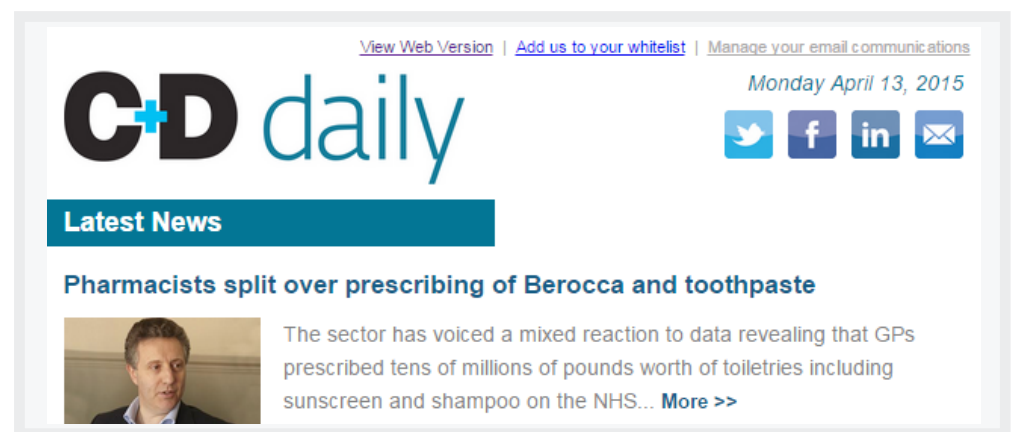 View Web Version | Add us to your whitelist | Manage your email communications
C+D daily
Monday April 13, 2015
f in
Latest News
Pharmacists split over prescribing of Berocca and toothpaste
The sector has voiced a mixed reaction to data revealing that GPs
prescribed tens of millions of pounds worth of toiletries including
sunscreen and shampoo on the NHS... More >>